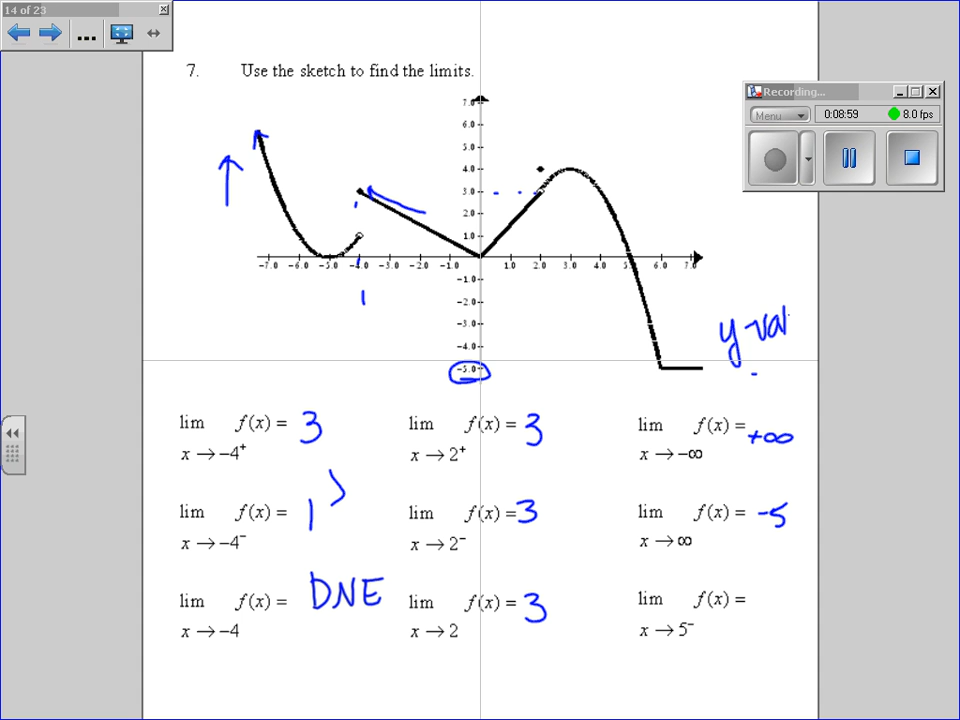 14 of 23
7. Use the sketch to find the limits.
Recording...
Menu 0:08:59 8.0 fps
7.0
6.0
5.0
4.0
3.0
2.0
1.0
-7.0 -6.0 -5.0 -4.0 -3.0 -2.0 -1.0 1.0 2.0 3.0 4.0 5.0 6.0 7.0
-1.0
-2.0
-3.0
-4.0
-5.0
y val
lim f(x) = 3
x → -4⁺
lim f(x) = 3
x → 2⁺
lim f(x) = +∞
x → -∞
lim f(x) = 1
x → -4⁻
lim f(x) = 3
x → 2⁻
lim f(x) = -5
x → ∞
lim f(x) = DNE
x → -4
lim f(x) = 3
x → 2
lim f(x) =
x → 5⁻